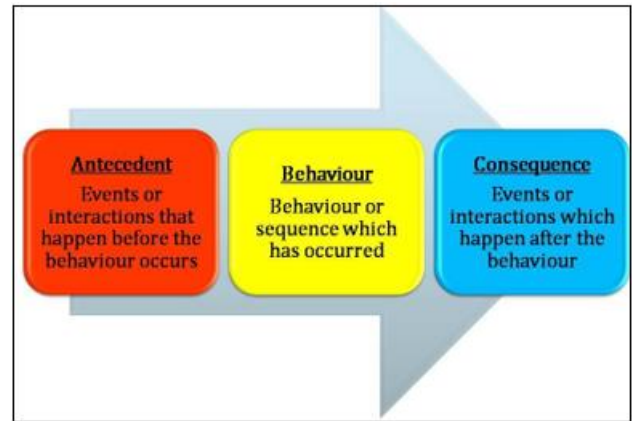 Antecedent
Events or
interactions that
happen before the
behaviour occurs
Behaviour
Behaviour or
sequence which
has occurred
Consequence
Events or
interactions which
happen after the
behaviour